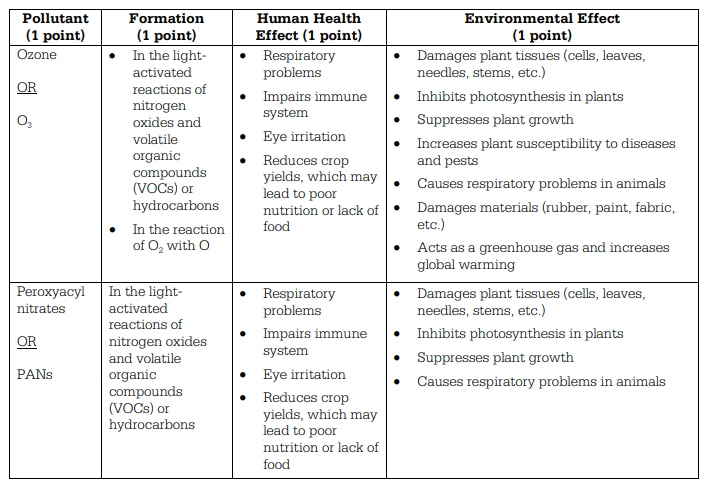 Pollutant
(1 point)
Formation
(1 point)
Human Health
Effect (1 point)
Environmental Effect
(1 point)
Ozone
OR
O₃
• In the light-
activated
reactions of
nitrogen
oxides and
volatile
organic
compounds
(VOCs) or
hydrocarbons
• In the reaction
of O₂ with O
• Respiratory
problems
• Impairs immune
system
• Eye irritation
• Reduces crop
yields, which may
lead to poor
nutrition or lack of
food
• Damages plant tissues (cells, leaves,
needles, stems, etc.)
• Inhibits photosynthesis in plants
• Suppresses plant growth
• Increases plant susceptibility to diseases
and pests
• Causes respiratory problems in animals
• Damages materials (rubber, paint, fabric,
etc.)
• Acts as a greenhouse gas and increases
global warming
Peroxyacyl
nitrates
OR
PANs
In the light-
activated
reactions of
nitrogen oxides
and volatile
organic
compounds
(VOCs) or
hydrocarbons
• Respiratory
problems
• Impairs immune
system
• Eye irritation
• Reduces crop
yields, which may
lead to poor
nutrition or lack of
food
• Damages plant tissues (cells, leaves,
needles, stems, etc.)
• Inhibits photosynthesis in plants
• Suppresses plant growth
• Causes respiratory problems in animals